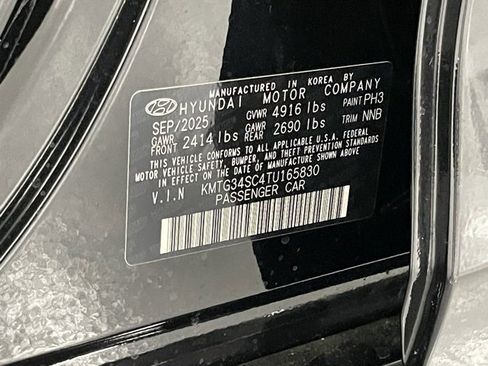 MANUFACTURED IN KOREA BY
HYUNDAI MOTOR COMPANY
SEP/2025 GVWR 4916 lbs PAINT PH3
GAWR FRONT 2414 lbs GAWR REAR 2690 lbs TRIM NNB
THIS VEHICLE CONFORMS TO ALL APPLICABLE U.S.A. FEDERAL
MOTOR VEHICLE SAFETY, BUMPER, AND THEFT PREVENTION STANDARDS
IN EFFECT ON THE DATE OF MANUFACTURE SHOWN ABOVE.
V.I.N KMTG34SC4TU165830
PASSENGER CAR